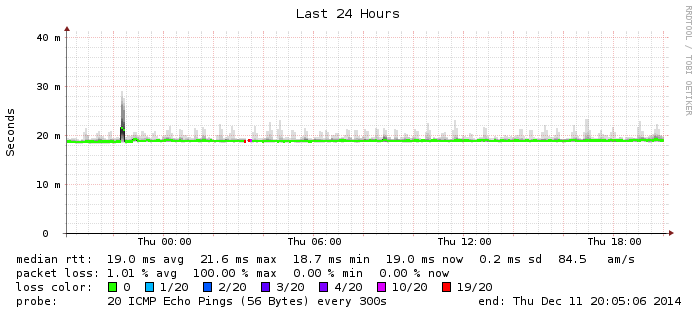 Last 24 Hours
RRDTOOL / TOBI OETIKER
Seconds
40 m
30 m
20 m
10 m
0
Thu 00:00 Thu 06:00 Thu 12:00 Thu 18:00
median rtt: 19.0 ms avg 21.6 ms max 18.7 ms min 19.0 ms now 0.2 ms sd 84.5 am/s
packet loss: 1.01 % avg 100.00 % max 0.00 % min 0.00 % now
loss color: 0 1/20 2/20 3/20 4/20 10/20 19/20
probe: 20 ICMP Echo Pings (56 Bytes) every 300s end: Thu Dec 11 20:05:06 2014